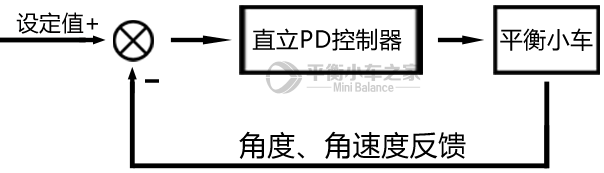 设定值+
直立PD控制器
平衡小车
平衡小车之家
Mini Balance
-
角度、角速度反馈